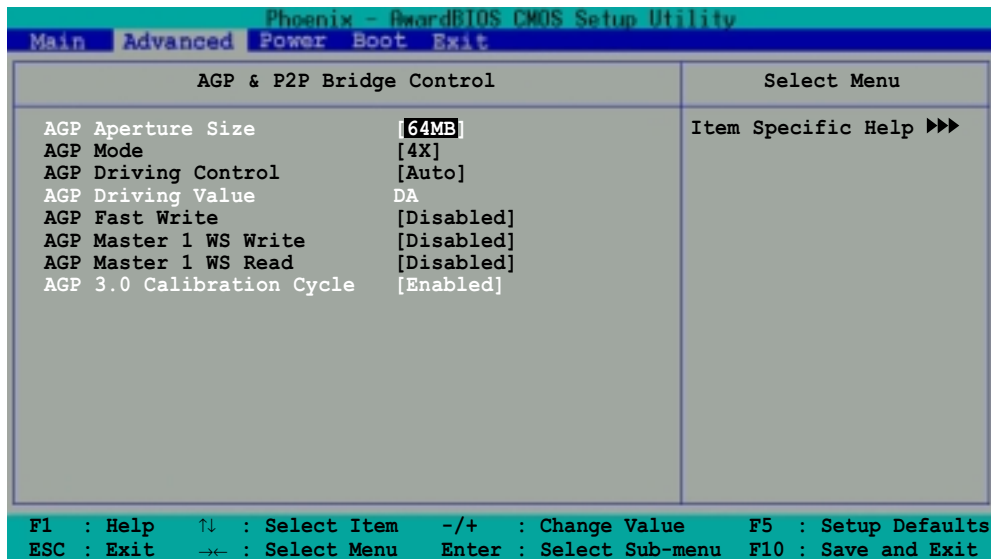 Phoenix - AwardBIOS CMOS Setup Utility
Main Advanced Power Boot Exit
AGP & P2P Bridge Control Select Menu
AGP Aperture Size [64MB] Item Specific Help ▶▶▶
AGP Mode [4X]
AGP Driving Control [Auto]
AGP Driving Value DA
AGP Fast Write [Disabled]
AGP Master 1 WS Write [Disabled]
AGP Master 1 WS Read [Disabled]
AGP 3.0 Calibration Cycle [Enabled]
F1 : Help ↑↓ : Select Item -/+ : Change Value F5 : Setup Defaults
ESC : Exit →← : Select Menu Enter : Select Sub-menu F10 : Save and Exit